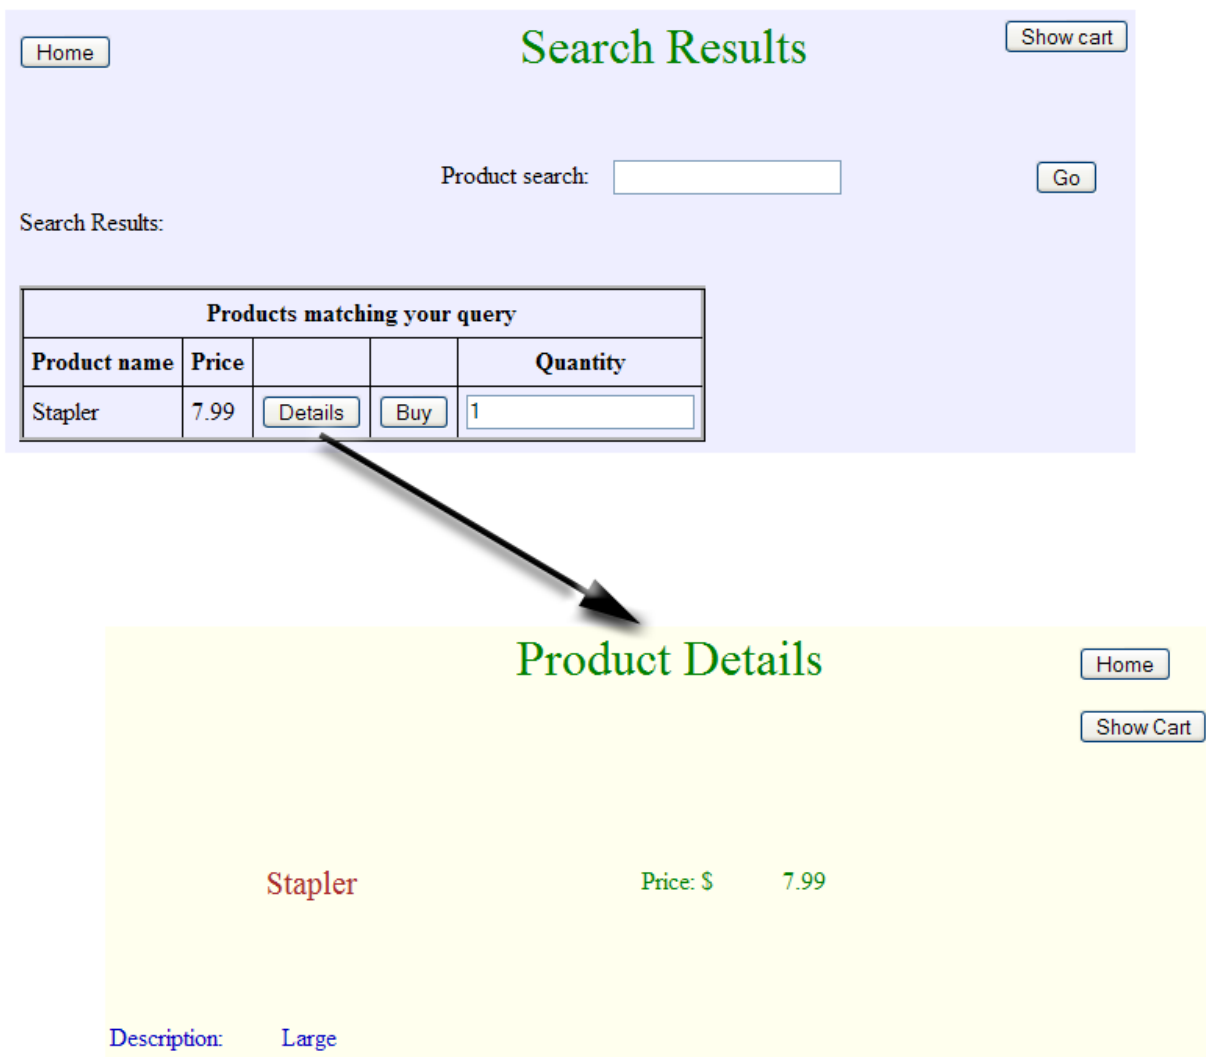 Home
Search Results
Show cart
Product search:
Go
Search Results:
Products matching your query
Product name Price Quantity
Stapler 7.99 Details Buy 1
Product Details
Home
Show Cart
Stapler Price: $ 7.99
Description: Large